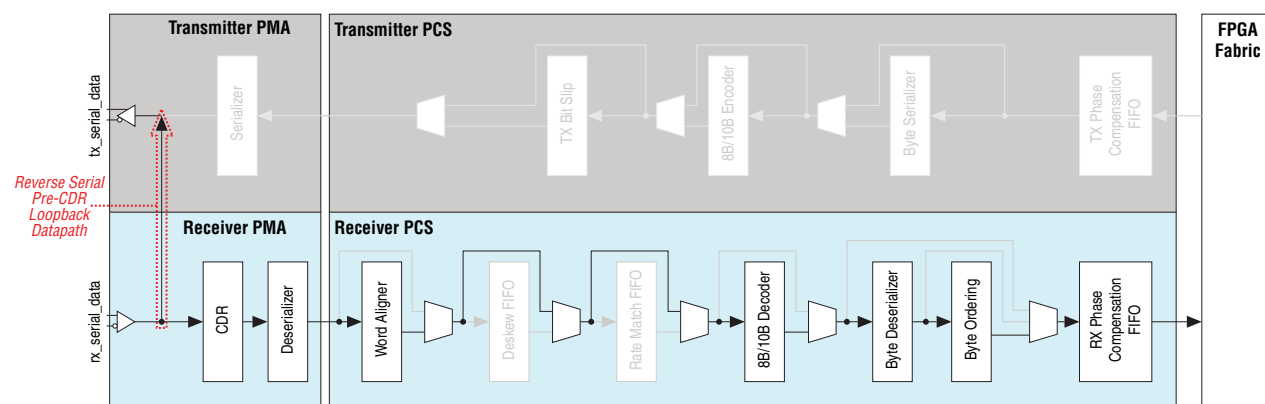 Transmitter PMA
Transmitter PCS
FPGA
Fabric
tx_serial_data
Serializer
TX Bit Slip
8B/10B Encoder
Byte Serializer
TX Phase
Compensation
FIFO
Reverse Serial
Pre-CDR
Loopback
Datapath
Receiver PMA
Receiver PCS
rx_serial_data
CDR
Deserializer
Word Aligner
Deskew FIFO
Rate Match FIFO
8B/10B Decoder
Byte Deserializer
Byte Ordering
RX Phase
Compensation
FIFO